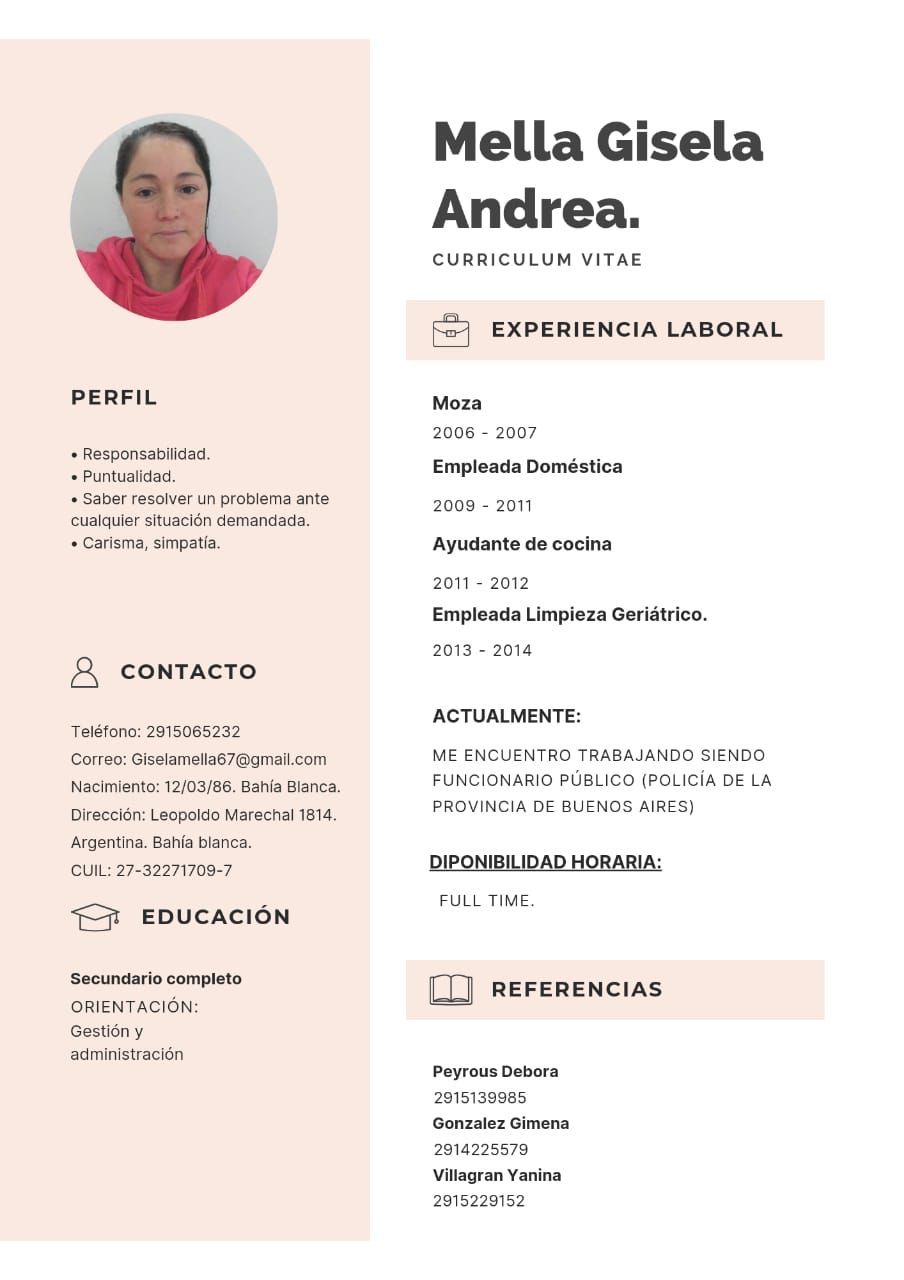 Mella Gisela
Andrea.
CURRICULUM VITAE
PERFIL
• Responsabilidad.
• Puntualidad.
• Saber resolver un problema ante
cualquier situación demandada.
• Carisma, simpatía.
CONTACTO
Teléfono: 2915065232
Correo: Giselamella67@gmail.com
Nacimiento: 12/03/86. Bahía Blanca.
Dirección: Leopoldo Marechal 1814.
Argentina. Bahía blanca.
CUIL: 27-32271709-7
EDUCACIÓN
Secundario completo
ORIENTACIÓN:
Gestión y
administración
EXPERIENCIA LABORAL
Moza
2006 - 2007
Empleada Doméstica
2009 - 2011
Ayudante de cocina
2011 - 2012
Empleada Limpieza Geriátrico.
2013 - 2014
ACTUALMENTE:
ME ENCUENTRO TRABAJANDO SIENDO
FUNCIONARIO PÚBLICO (POLICÍA DE LA
PROVINCIA DE BUENOS AIRES)
DIPONIBILIDAD HORARIA:
FULL TIME.
REFERENCIAS
Peyrous Debora
2915139985
Gonzalez Gimena
2914225579
Villagran Yanina
2915229152